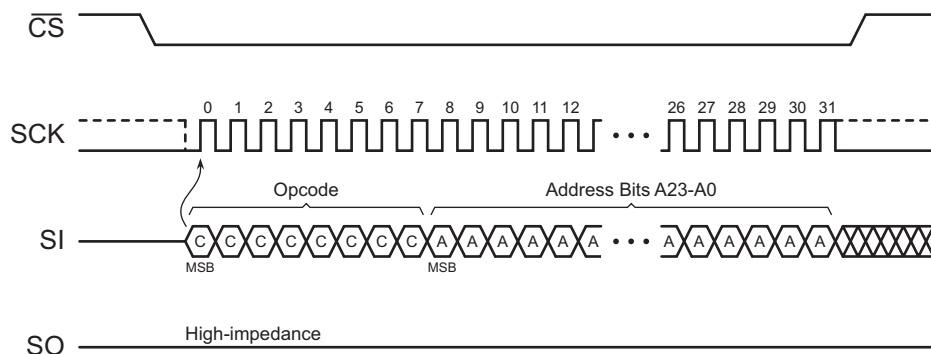 CS
0 1 2 3 4 5 6 7 8 9 10 11 12 26 27 28 29 30 31
SCK
Opcode Address Bits A23-A0
SI C C C C C C C C A A A A A A A A A A A A
MSB MSB
High-impedance
SO